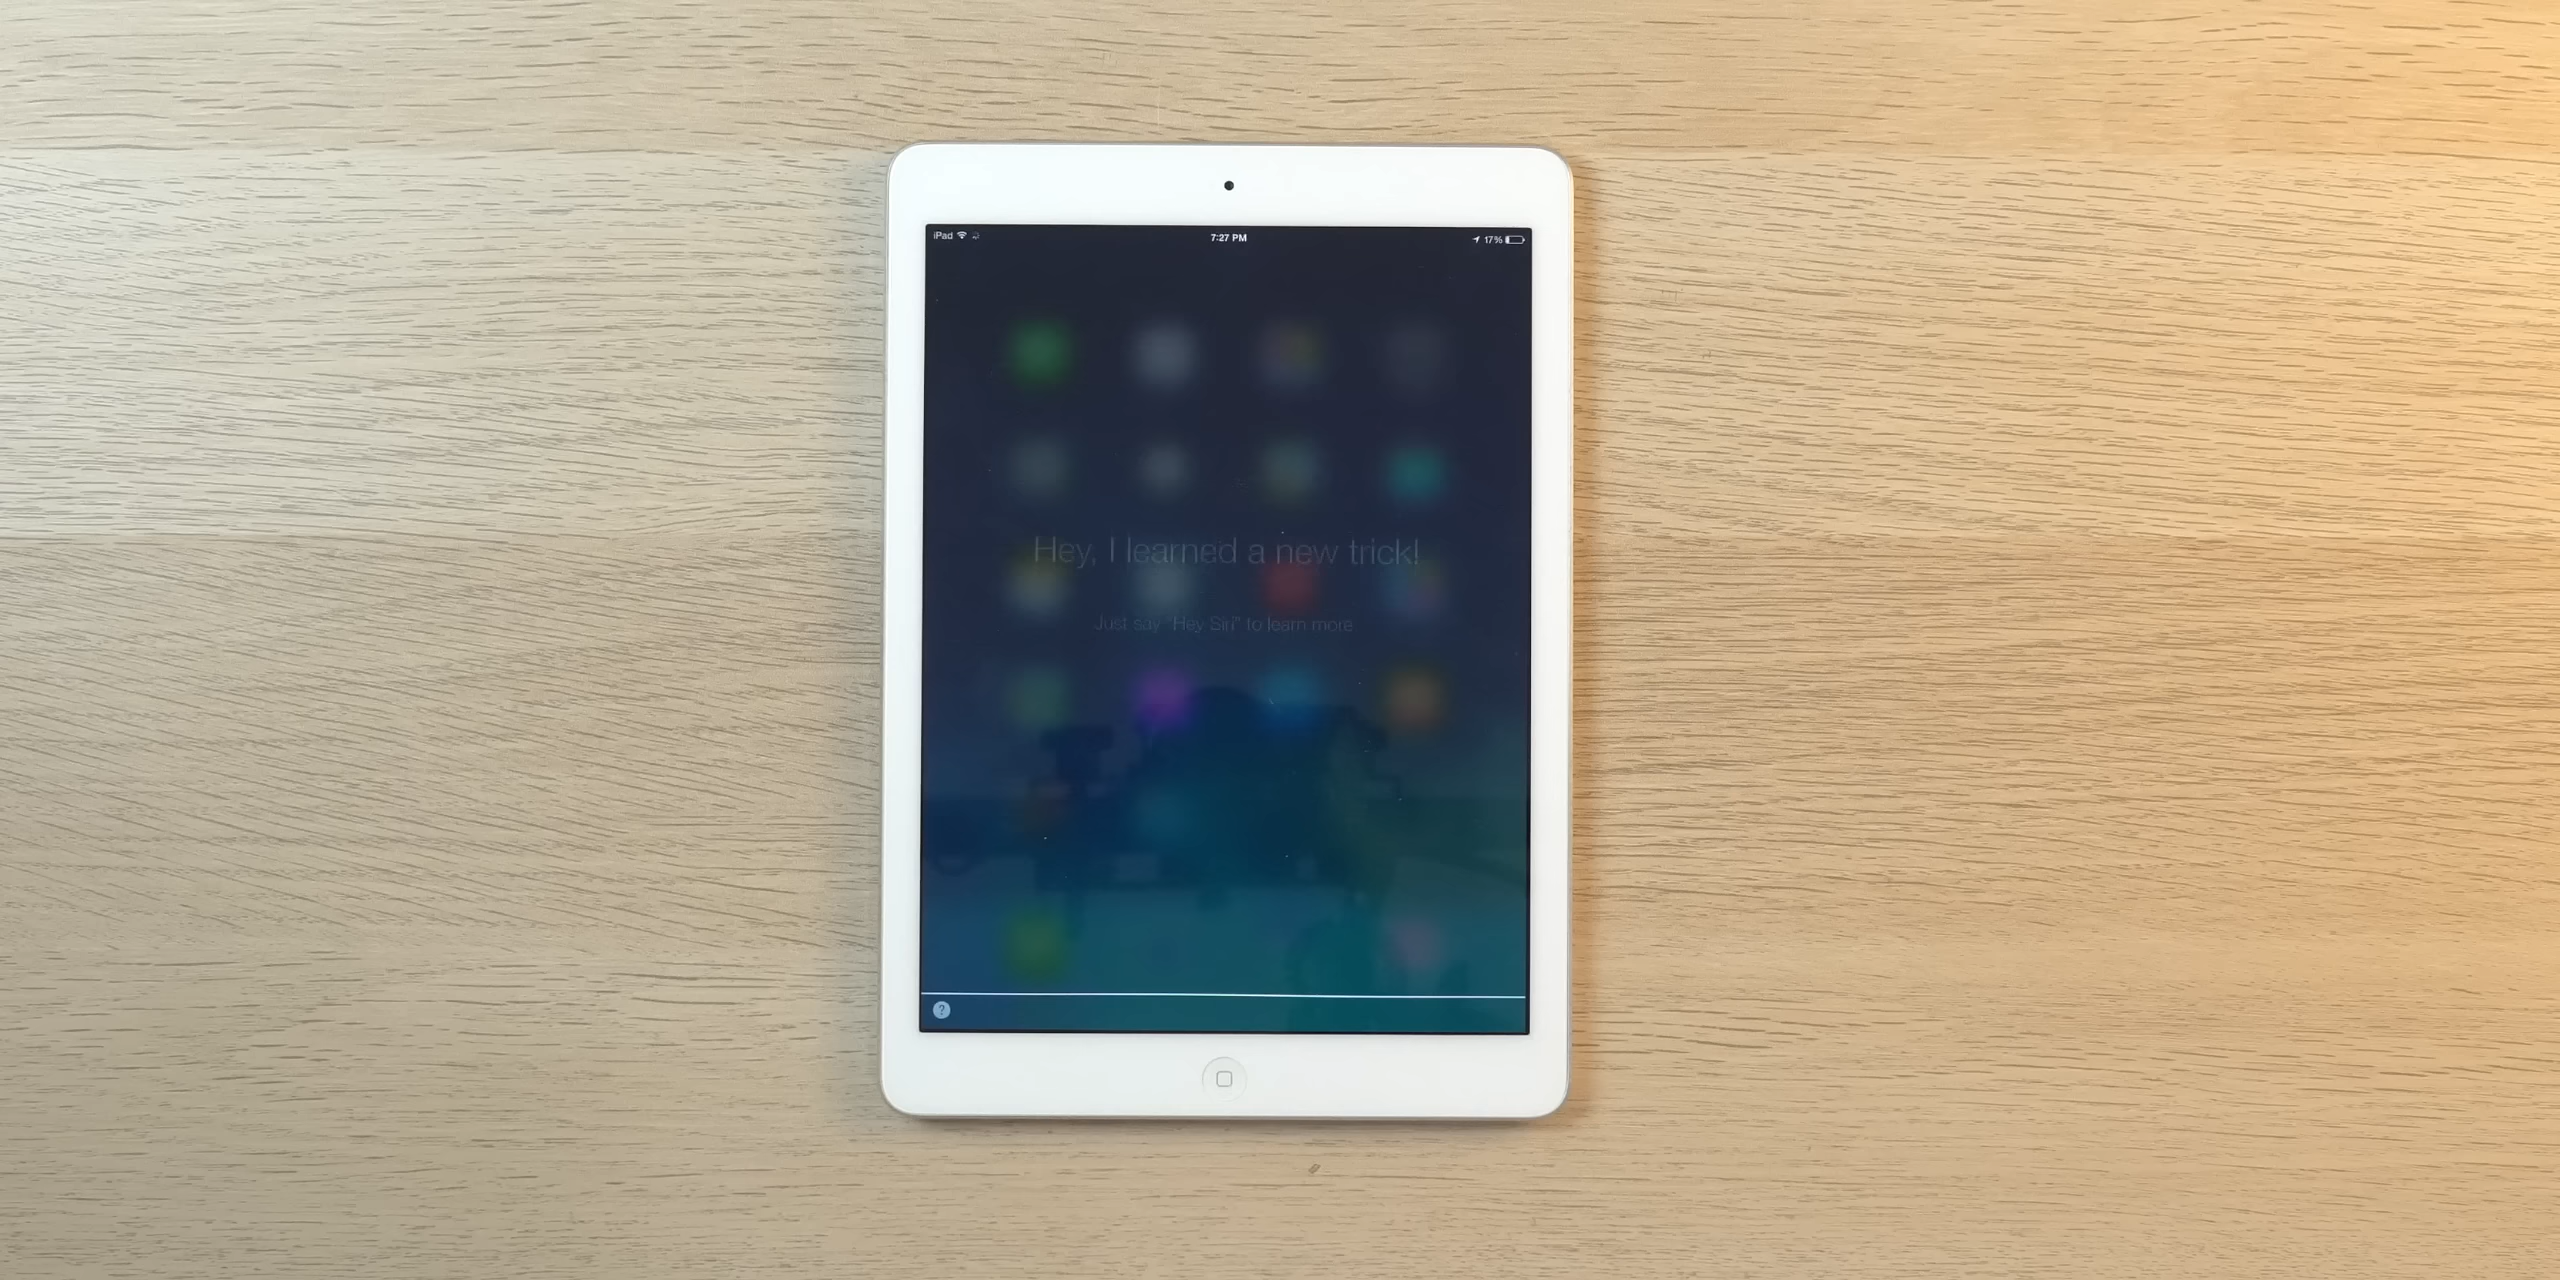 iPad 7:27 PM 17%
Hey, I learned a new trick!
Just say "Hey Siri" to learn more
?